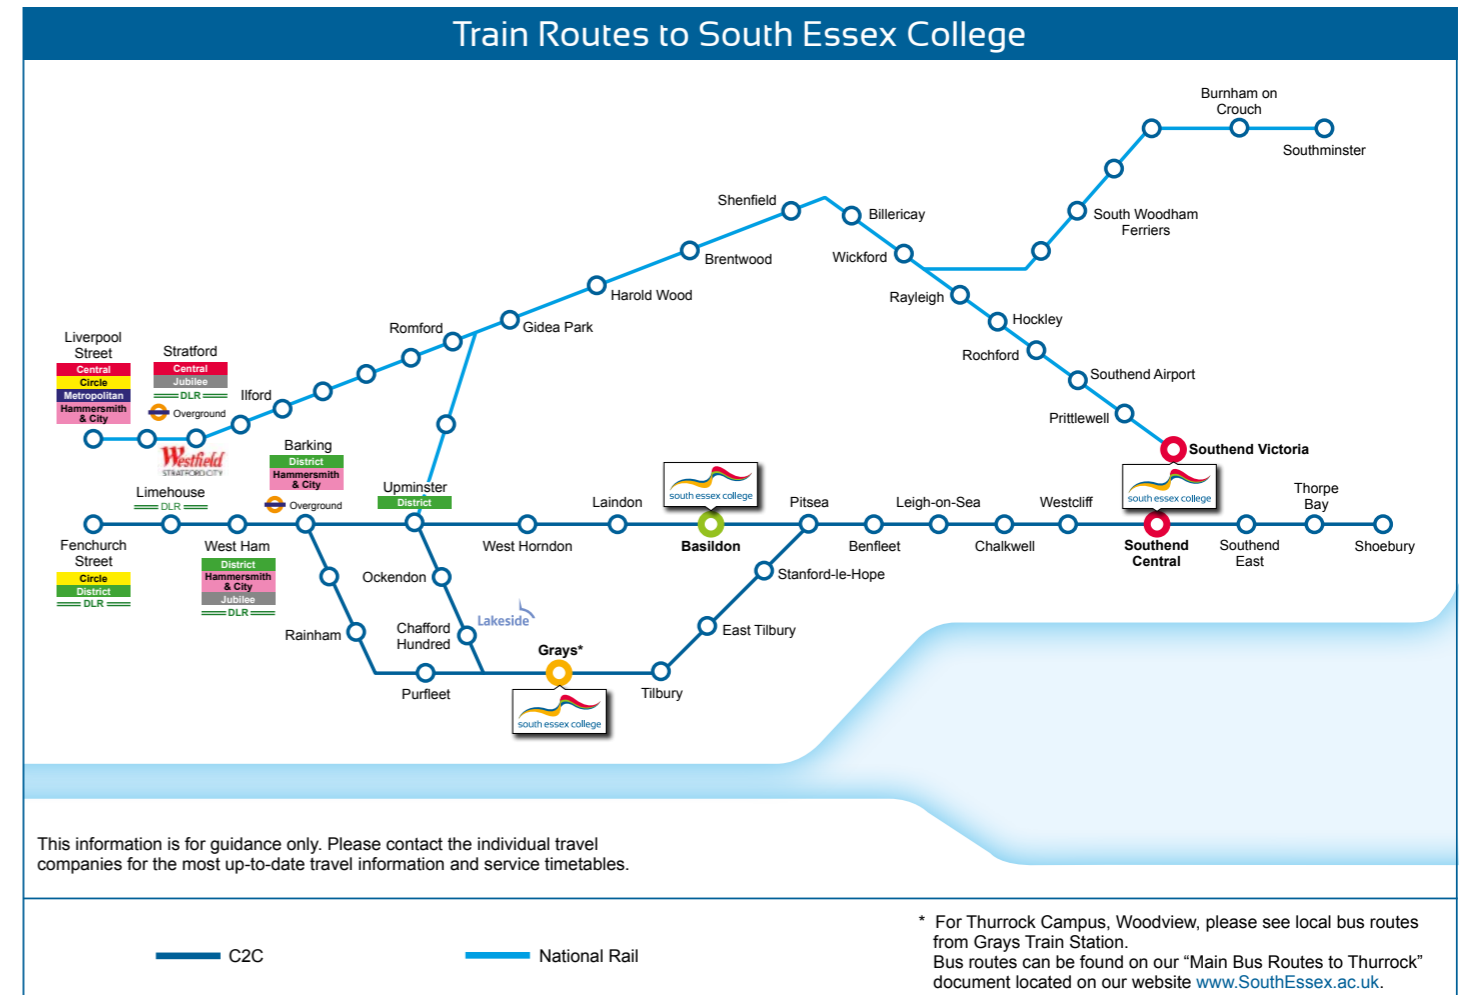 Train Routes to South Essex College
Burnham on
Crouch
Southminster
Shenfield
Billericay
South Woodham
Ferriers
Brentwood
Wickford
Harold Wood
Rayleigh
Gidea Park
Hockley
Romford
Rochford
Liverpool
Street
Central
Circle
Metropolitan
Hammersmith
& City
Stratford
Central
Jubilee
DLR
Overground
Ilford
Southend Airport
Prittlewell
Westfield
STRATFORD CITY
Barking
District
Hammersmith
& City
Overground
Southend Victoria
south essex college
south essex college
Limehouse
DLR
Upminster
District
Laindon
Pitsea
Leigh-on-Sea
Westcliff
Thorpe
Bay
Fenchurch
Street
Circle
District
DLR
West Ham
District
Hammersmith
& City
Jubilee
DLR
West Horndon
Basildon
Benfleet
Chalkwell
Southend
Central
Southend
East
Shoebury
Ockendon
Stanford-le-Hope
Lakeside
Rainham
Chafford
Hundred
East Tilbury
Grays*
Purfleet
Tilbury
south essex college
This information is for guidance only. Please contact the individual travel
companies for the most up-to-date travel information and service timetables.
C2C
National Rail
* For Thurrock Campus, Woodview, please see local bus routes
from Grays Train Station.
Bus routes can be found on our “Main Bus Routes to Thurrock”
document located on our website www.SouthEssex.ac.uk.